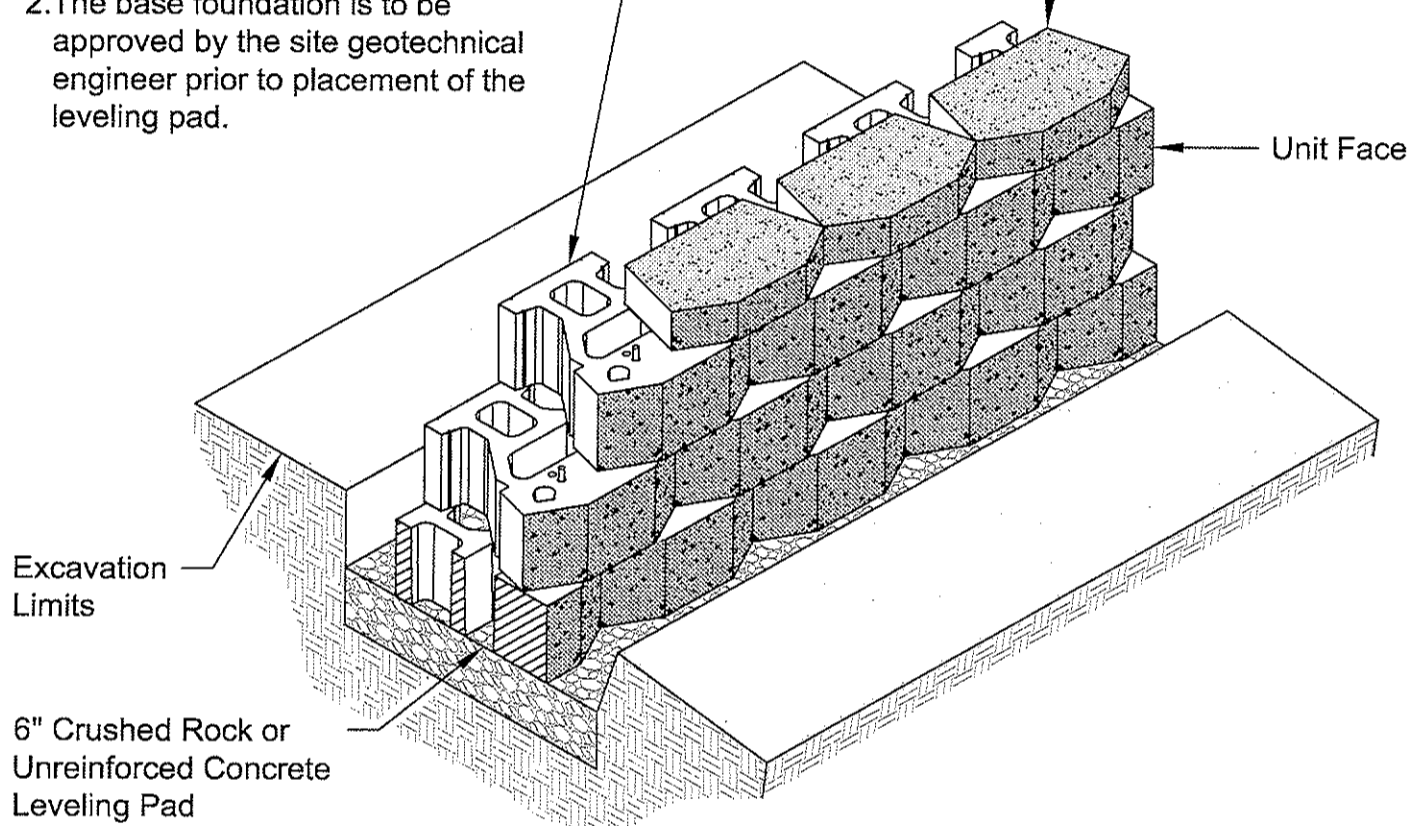 2.The base foundation is to be
approved by the site geotechnical
engineer prior to placement of the
leveling pad.
Unit Face
Excavation
Limits
6" Crushed Rock or
Unreinforced Concrete
Leveling Pad